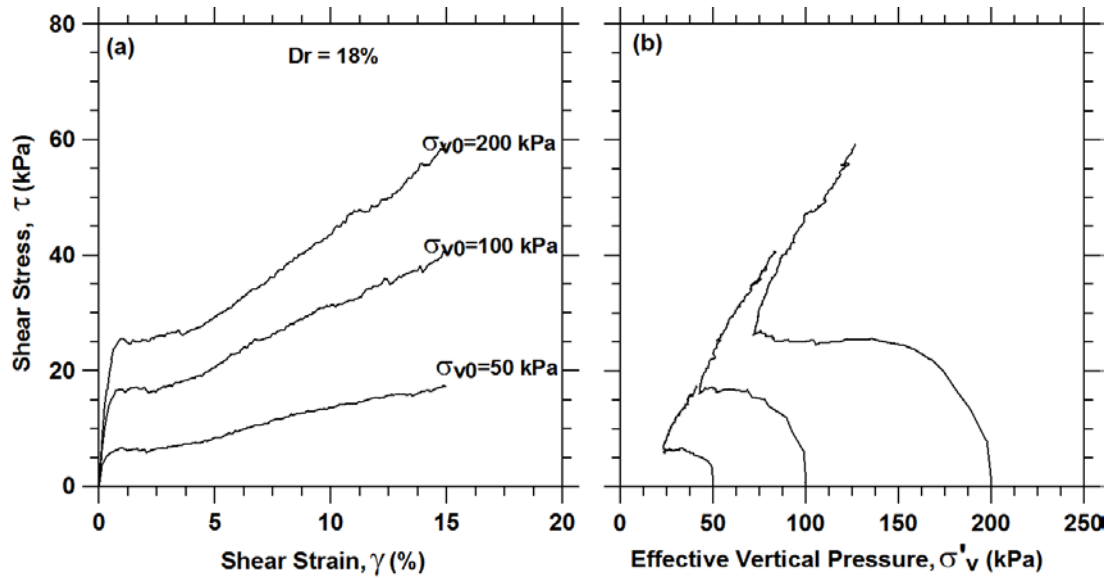 (a)
Dr = 18%
80
60
40
20
0
Shear Stress, τ (kPa)
σv0=200 kPa
σv0=100 kPa
σv0=50 kPa
0 5 10 15 20
Shear Strain, γ (%)
(b)
0 50 100 150 200 250
Effective Vertical Pressure, σ'v (kPa)